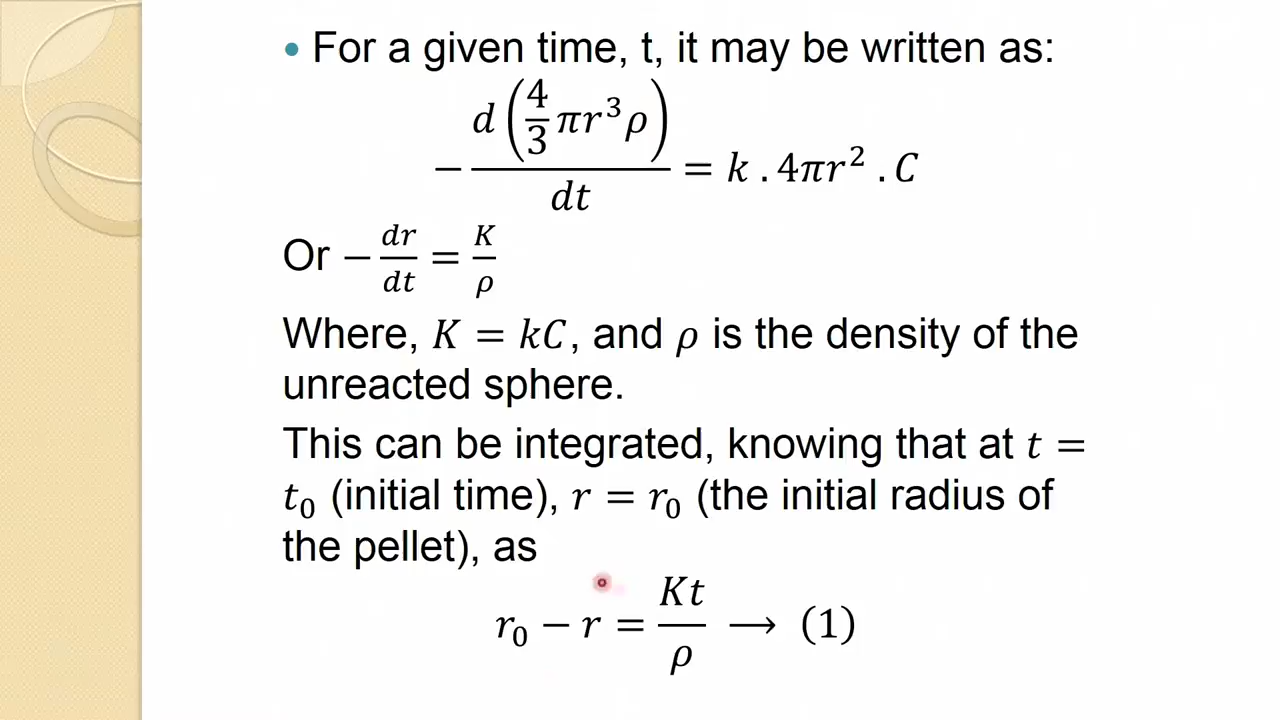 • For a given time, t, it may be written as:
−d(4/3 πr³ρ)/dt = k . 4πr² . C
Or −dr/dt = K/ρ
Where, K = kC, and ρ is the density of the
unreacted sphere.
This can be integrated, knowing that at t =
t₀ (initial time), r = r₀ (the initial radius of
the pellet), as
r₀ − r = Kt/ρ ⟶ (1)